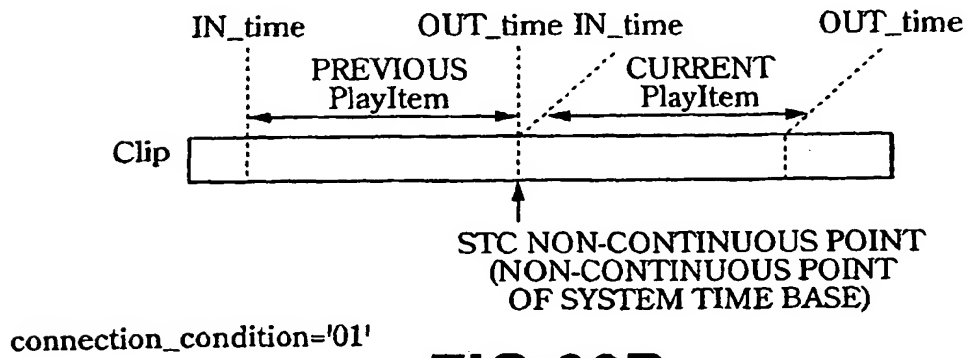 IN_time OUT_time IN_time OUT_time
PREVIOUS PlayItem
CURRENT PlayItem
Clip
STC NON-CONTINUOUS POINT
(NON-CONTINUOUS POINT
OF SYSTEM TIME BASE)
connection_condition='01'